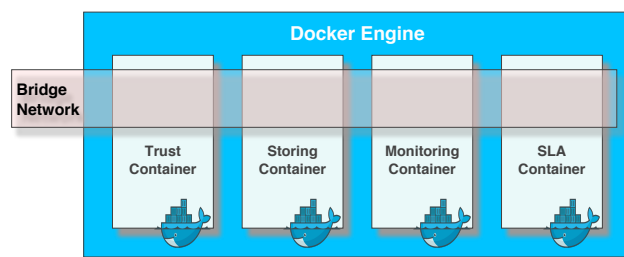 Docker Engine
Bridge
Network
Trust
Container
Storing
Container
Monitoring
Container
SLA
Container